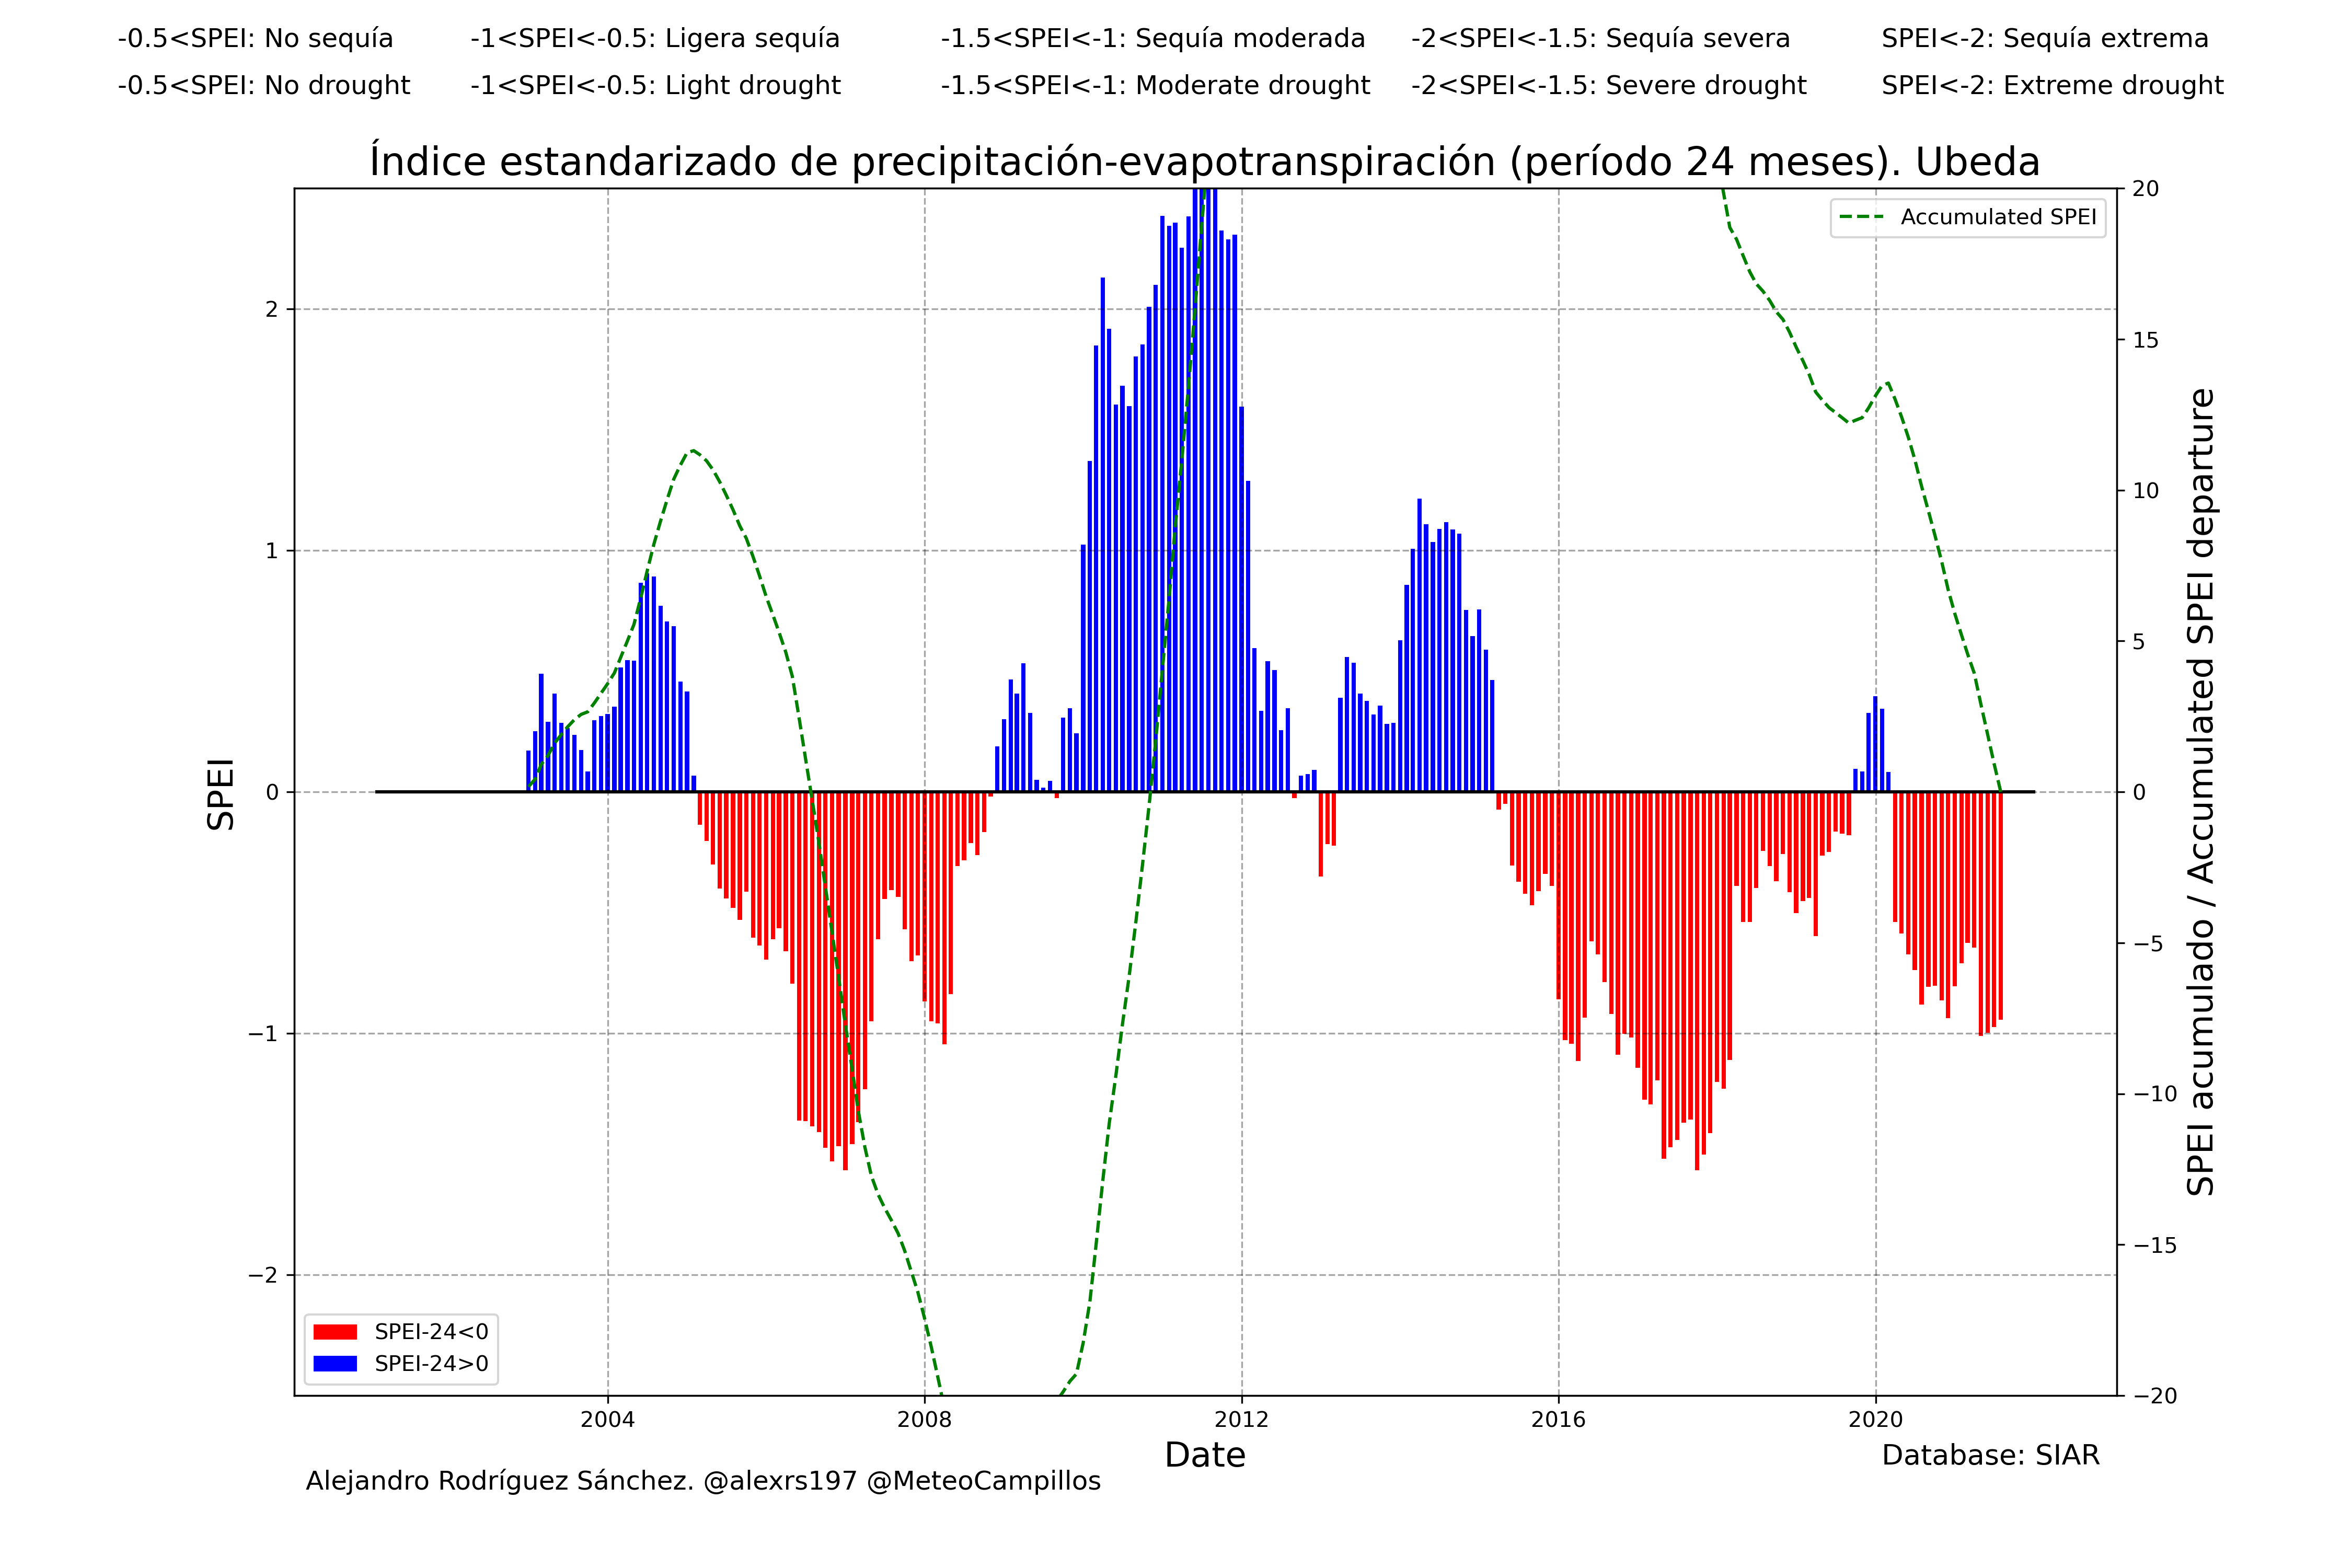 -0.5<SPEI: No sequía -1<SPEI<-0.5: Ligera sequía -1.5<SPEI<-1: Sequía moderada -2<SPEI<-1.5: Sequía severa SPEI<-2: Sequía extrema
-0.5<SPEI: No drought -1<SPEI<-0.5: Light drought -1.5<SPEI<-1: Moderate drought -2<SPEI<-1.5: Severe drought SPEI<-2: Extreme drought
Índice estandarizado de precipitación-evapotranspiración (período 24 meses). Ubeda
Accumulated SPEI
SPEI
2
1
0
−1
−2
20
15
10
5
0
−5
−10
−15
−20
SPEI acumulado / Accumulated SPEI departure
SPEI-24<0
SPEI-24>0
2004 2008 2012 2016 2020
Date
Database: SIAR
Alejandro Rodríguez Sánchez. @alexrs197 @MeteoCampillos